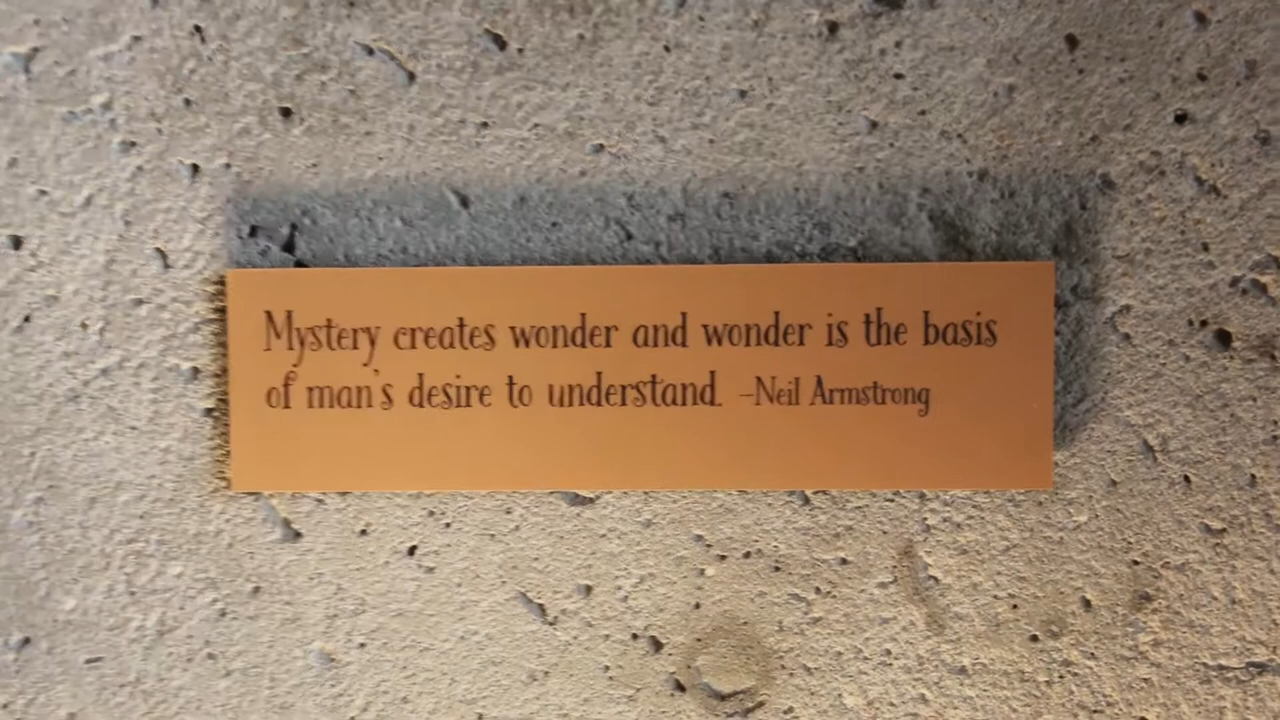 Mystery creates wonder and wonder is the basis
of man's desire to understand. -Neil Armstrong